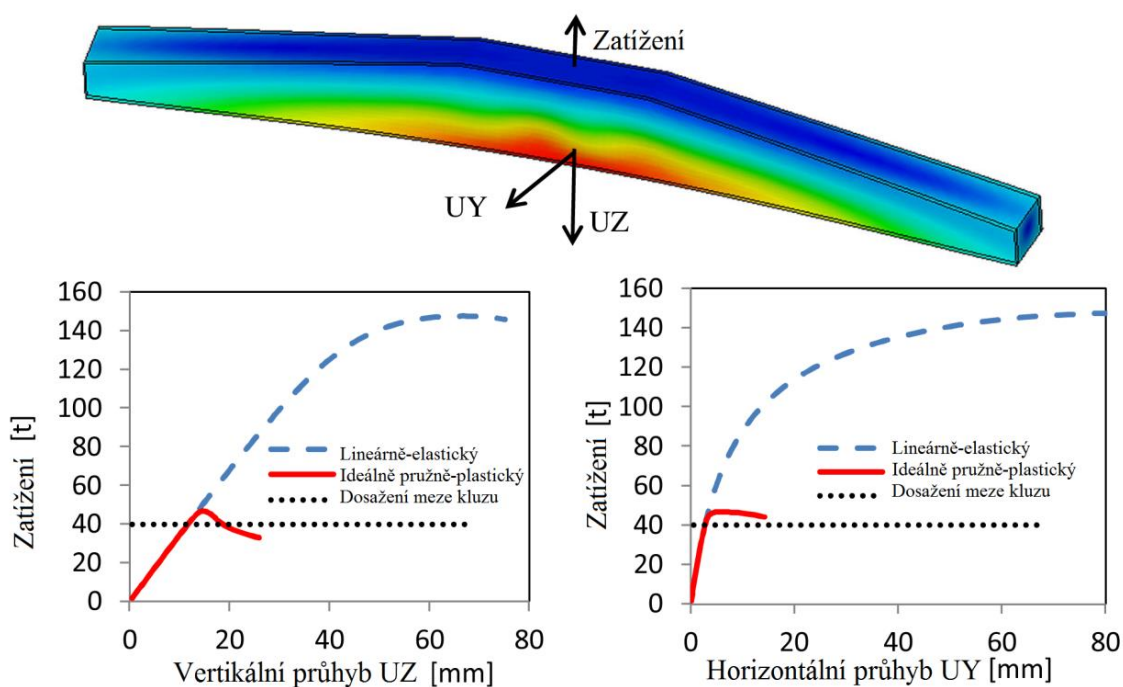 Zatížení
UY
UZ
160
140
120
100
80
60
40
20
0
0 20 40 60 80
Zatížení [t]
Lineárně-elastický
Ideálně pružně-plastický
Dosažení meze kluzu
Vertikální průhyb UZ [mm]
160
140
120
100
80
60
40
20
0
0 20 40 60 80
Zatížení [t]
Lineárně-elastický
Ideálně pružně-plastický
Dosažení meze kluzu
Horizontální průhyb UY [mm]